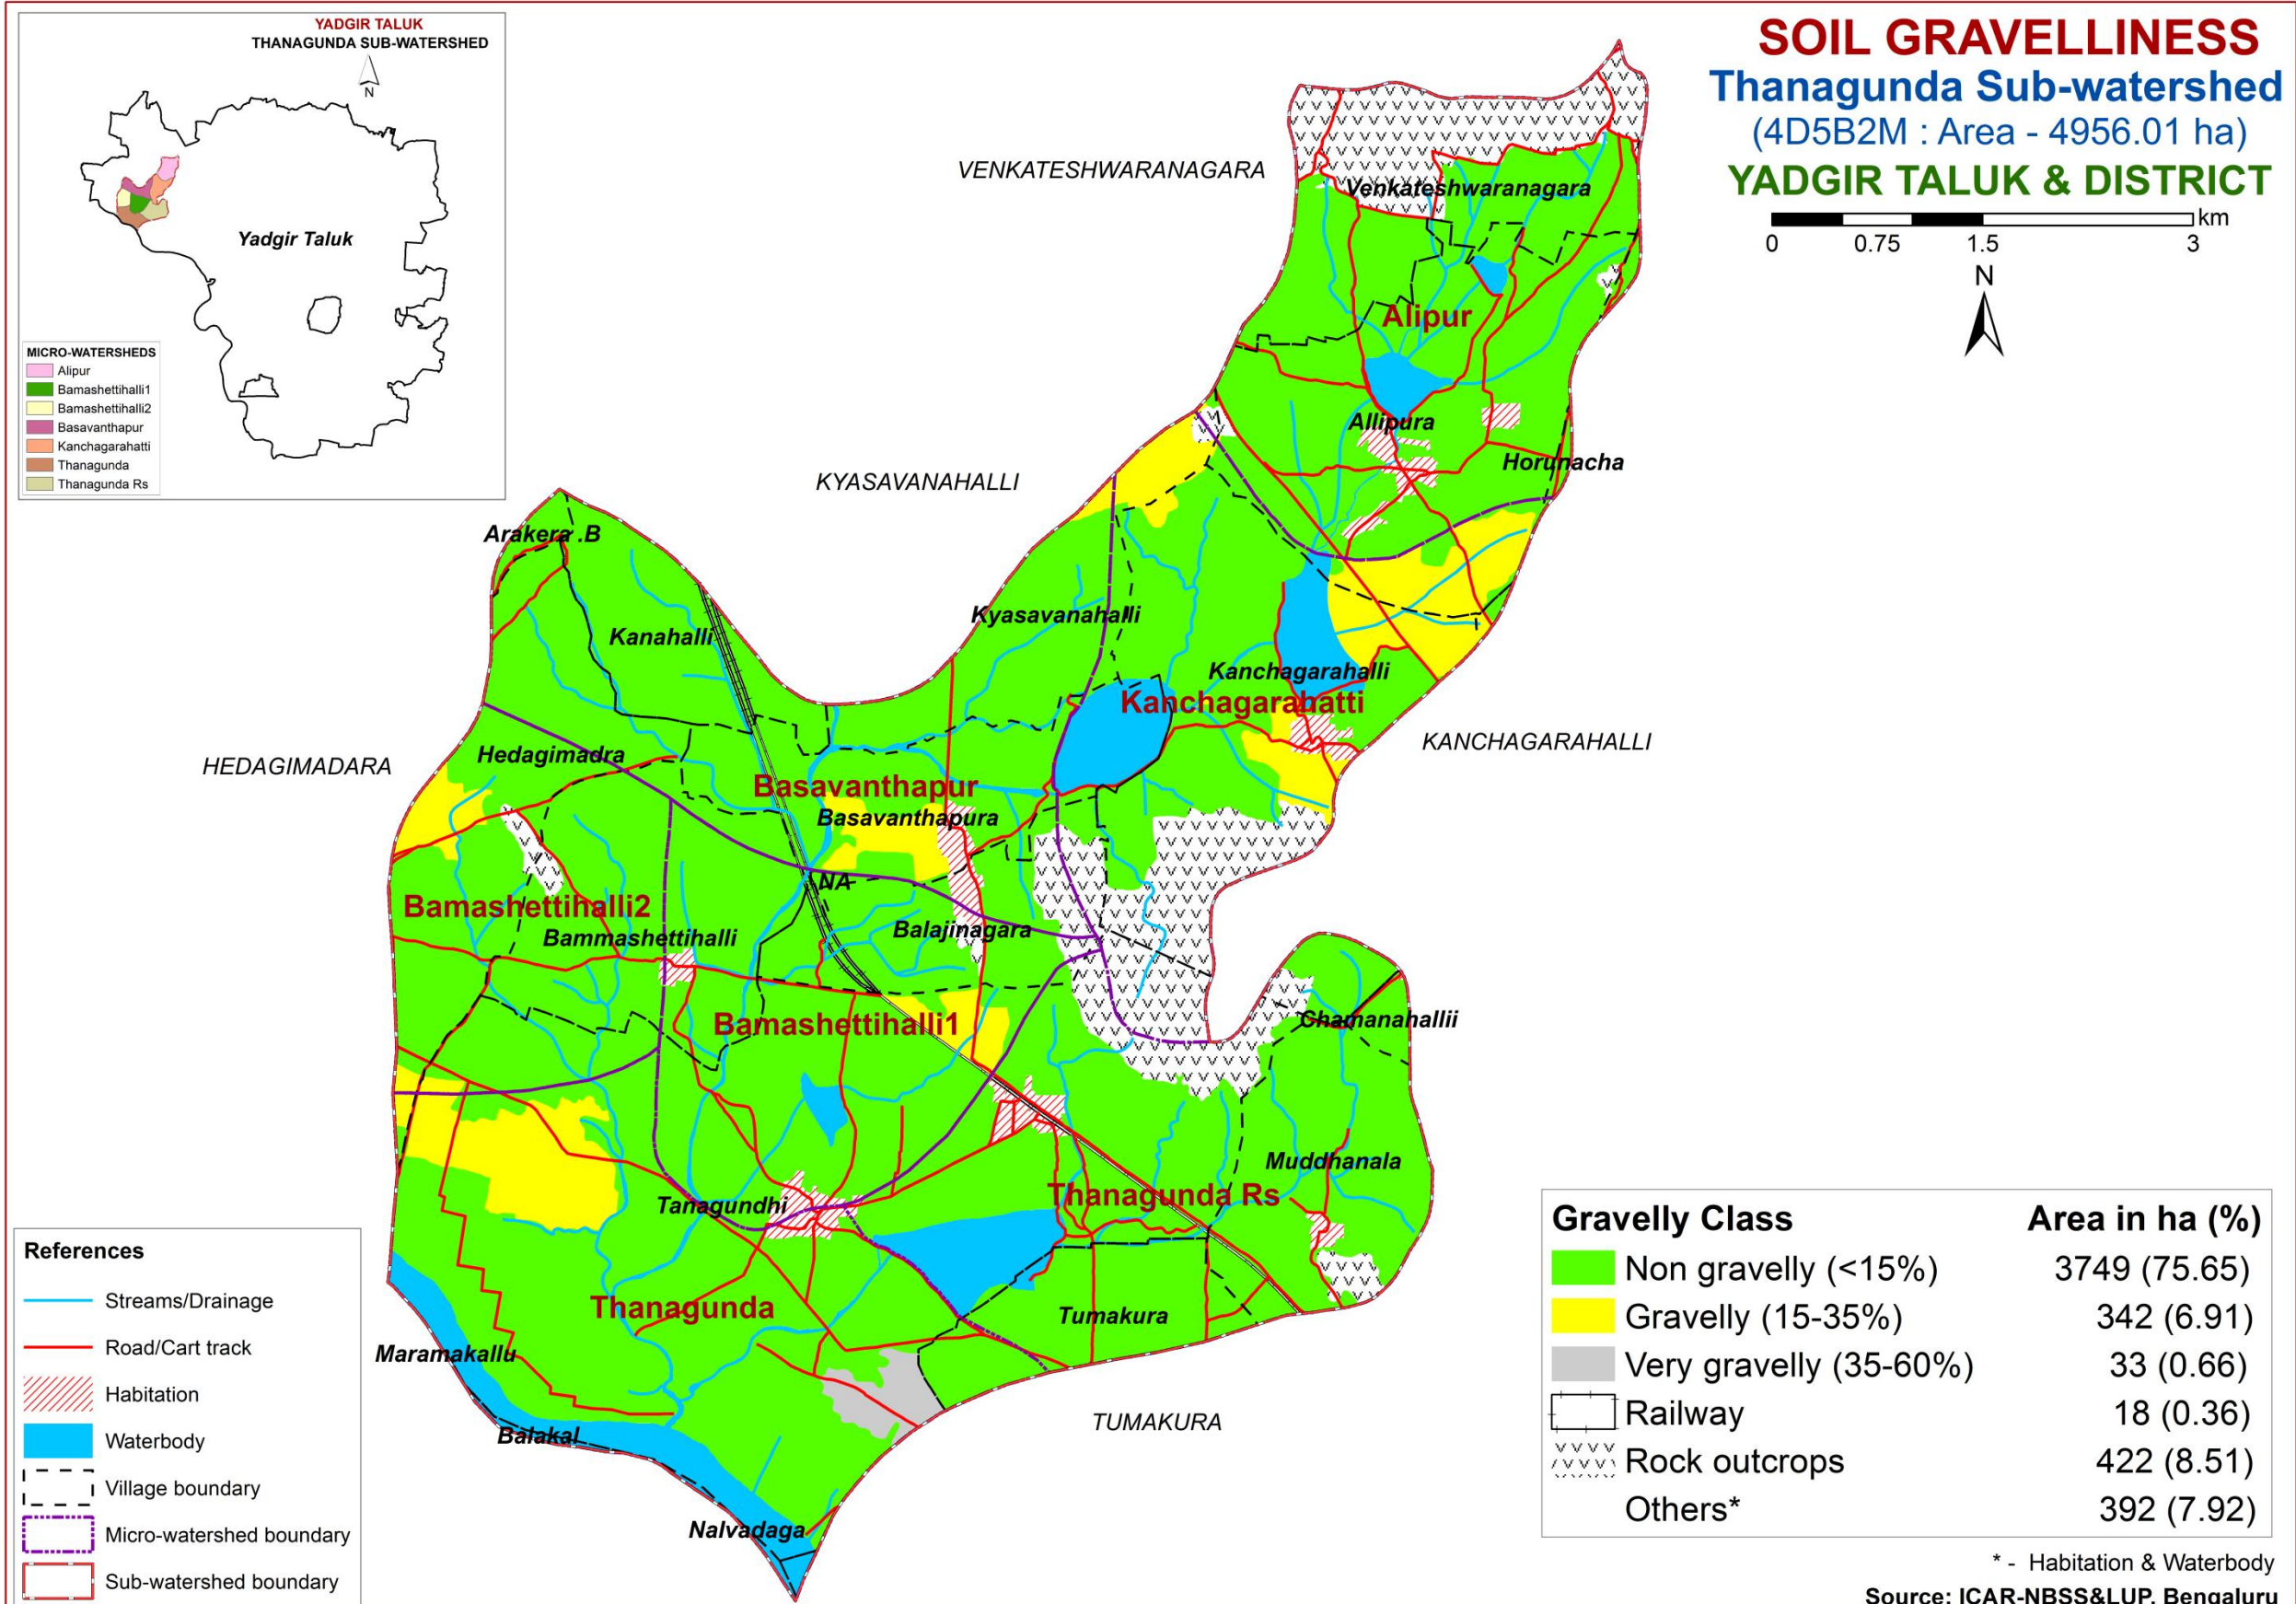 YADGIR TALUK
THANAGUNDA SUB-WATERSHED
N
Yadgir Taluk
MICRO-WATERSHEDS
Alipur
Bamashettihalli1
Bamashettihalli2
Basavanthapur
Kanchagarahatti
Thanagunda
Thanagunda Rs
SOIL GRAVELLINESS
Thanagunda Sub-watershed
(4D5B2M : Area - 4956.01 ha)
YADGIR TALUK & DISTRICT
km
0 0.75 1.5 3
N
VENKATESHWARANAGARA
Venkateshwaranagara
Alipur
Allipura
Horunacha
KYASAVANAHALLI
Arakera .B
Kyasavanahalli
Kanahalli
Kanchagarahalli
Kanchagarahatti
KANCHAGARAHALLI
Hedagimadra
HEDAGIMADARA
Basavanthapur
Basavanthapura
NA
Bamashettihalli2
Balajinagara
Bammashettihalli
Bamashettihalli1
Chamanahallii
Muddhanala
Thanagunda Rs
Tanagundhi
Thanagunda
Tumakura
Maramakallu
TUMAKURA
Balakal
Nalvadaga
References
Streams/Drainage
Road/Cart track
Habitation
Waterbody
Village boundary
Micro-watershed boundary
Sub-watershed boundary
Gravelly Class Area in ha (%)
Non gravelly (<15%) 3749 (75.65)
Gravelly (15-35%) 342 (6.91)
Very gravelly (35-60%) 33 (0.66)
Railway 18 (0.36)
Rock outcrops 422 (8.51)
Others* 392 (7.92)
* - Habitation & Waterbody
Source: ICAR-NBSS&LUP, Bengaluru